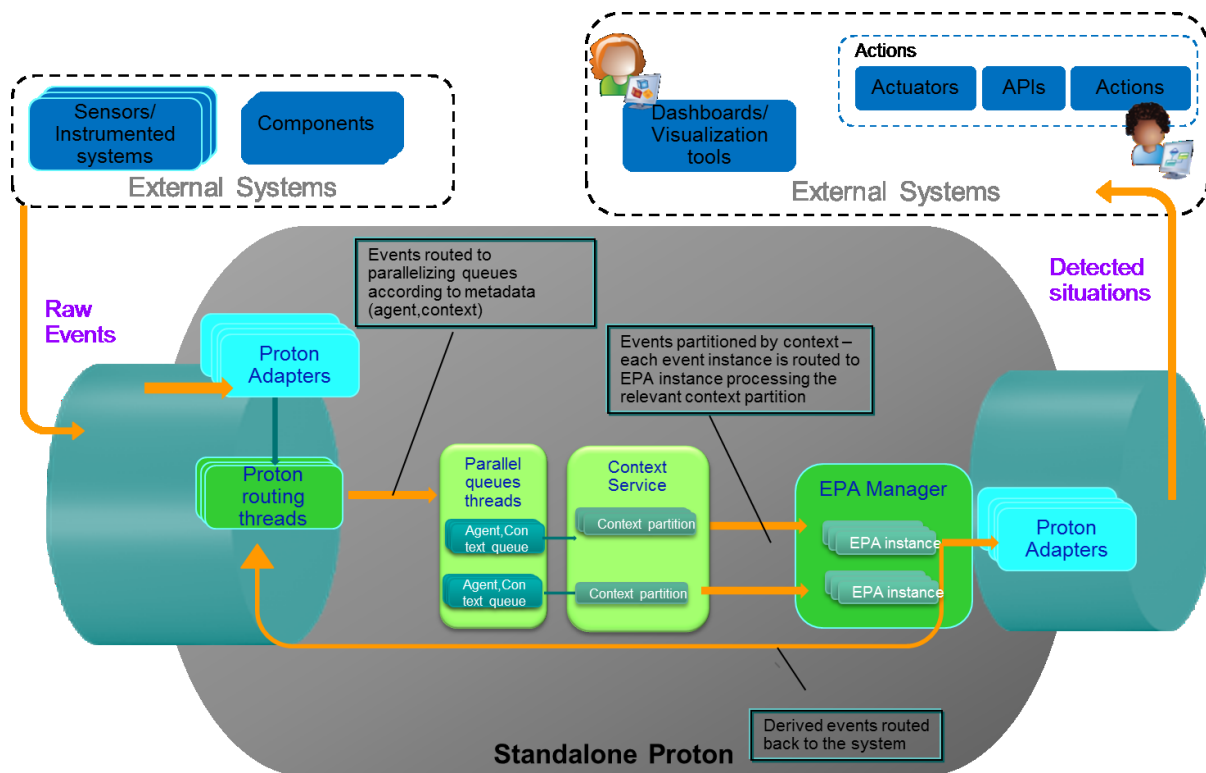 Sensors/
Instrumented
systems
Components
External Systems
Dashboards/
Visualization
tools
Actions
Actuators
APIs
Actions
External Systems
Raw
Events
Detected
situations
Events routed to
parallelizing queues
according to metadata
(agent,context)
Events partitioned by context –
each event instance is routed to
EPA instance processing the
relevant context partition
Proton
Adapters
Proton
routing
threads
Parallel
queues
threads
Agent,Con
text queue
Agent,Con
text queue
Context
Service
Context partition
Context partition
EPA Manager
EPA instance
EPA instance
Proton
Adapters
Derived events routed
back to the system
Standalone Proton